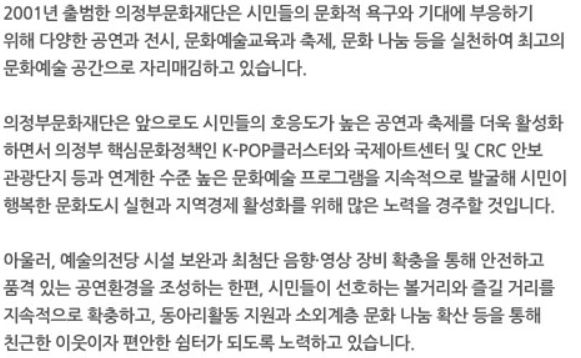 2001년 출범한 의정부문화재단은 시민들의 문화적 욕구와 기대에 부응하기
위해 다양한 공연과 전시, 문화예술교육과 축제, 문화 나눔 등을 실천하여 최고의
문화예술 공간으로 자리매김하고 있습니다.
의정부문화재단은 앞으로도 시민들의 호응도가 높은 공연과 축제를 더욱 활성화
하면서 의정부 핵심문화정책인 K-POP클러스터와 국제아트센터 및 CRC 안보
관광단지 등과 연계한 수준 높은 문화예술 프로그램을 지속적으로 발굴해 시민이
행복한 문화도시 실현과 지역경제 활성화를 위해 많은 노력을 경주할 것입니다.
아울러, 예술의전당 시설 보완과 최첨단 음향·영상 장비 확충을 통해 안전하고
품격 있는 공연환경을 조성하는 한편, 시민들이 선호하는 볼거리와 즐길 거리를
지속적으로 확충하고, 동아리활동 지원과 소외계층 문화 나눔 확산 등을 통해
친근한 이웃이자 편안한 쉼터가 되도록 노력하고 있습니다.